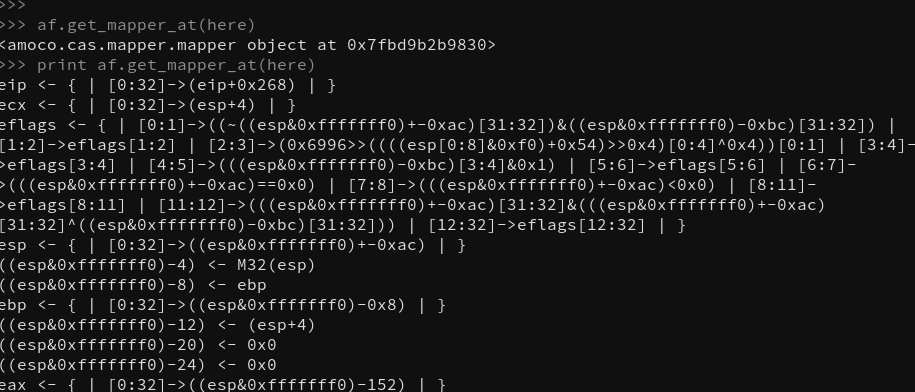 >>>
>>> af.get_mapper_at(here)
<amoco.cas.mapper.mapper object at 0x7fbd9b2b9830>
>>> print af.get_mapper_at(here)
eip <- { | [0:32]->(eip+0x268) | }
ecx <- { | [0:32]->(esp+4) | }
eflags <- { | [0:1]->((~((esp&0xfffffff0)+-0xac)[31:32])&((esp&0xfffffff0)-0xbc)[31:32]) |
[1:2]->eflags[1:2] | [2:3]->(0x6996>>((((esp[0:8]&0xf0)+0x54)>>0x4)[0:4]^0x4))[0:1] | [3:4]-
>eflags[3:4] | [4:5]->(((esp&0xfffffff0)-0xbc)[3:4]&0x1) | [5:6]->eflags[5:6] | [6:7]-
>(((esp&0xfffffff0)+-0xac)==0x0) | [7:8]->(((esp&0xfffffff0)+-0xac)<0x0) | [8:11]-
>eflags[8:11] | [11:12]->(((esp&0xfffffff0)+-0xac)[31:32]&(((esp&0xfffffff0)+-0xac)
[31:32]^((esp&0xfffffff0)-0xbc)[31:32])) | [12:32]->eflags[12:32] | }
esp <- { | [0:32]->((esp&0xfffffff0)+-0xac) | }
((esp&0xfffffff0)-4) <- M32(esp)
((esp&0xfffffff0)-8) <- ebp
ebp <- { | [0:32]->((esp&0xfffffff0)-0x8) | }
((esp&0xfffffff0)-12) <- (esp+4)
((esp&0xfffffff0)-20) <- 0x0
((esp&0xfffffff0)-24) <- 0x0
eax <- { | [0:32]->((esp&0xfffffff0)-152) | }